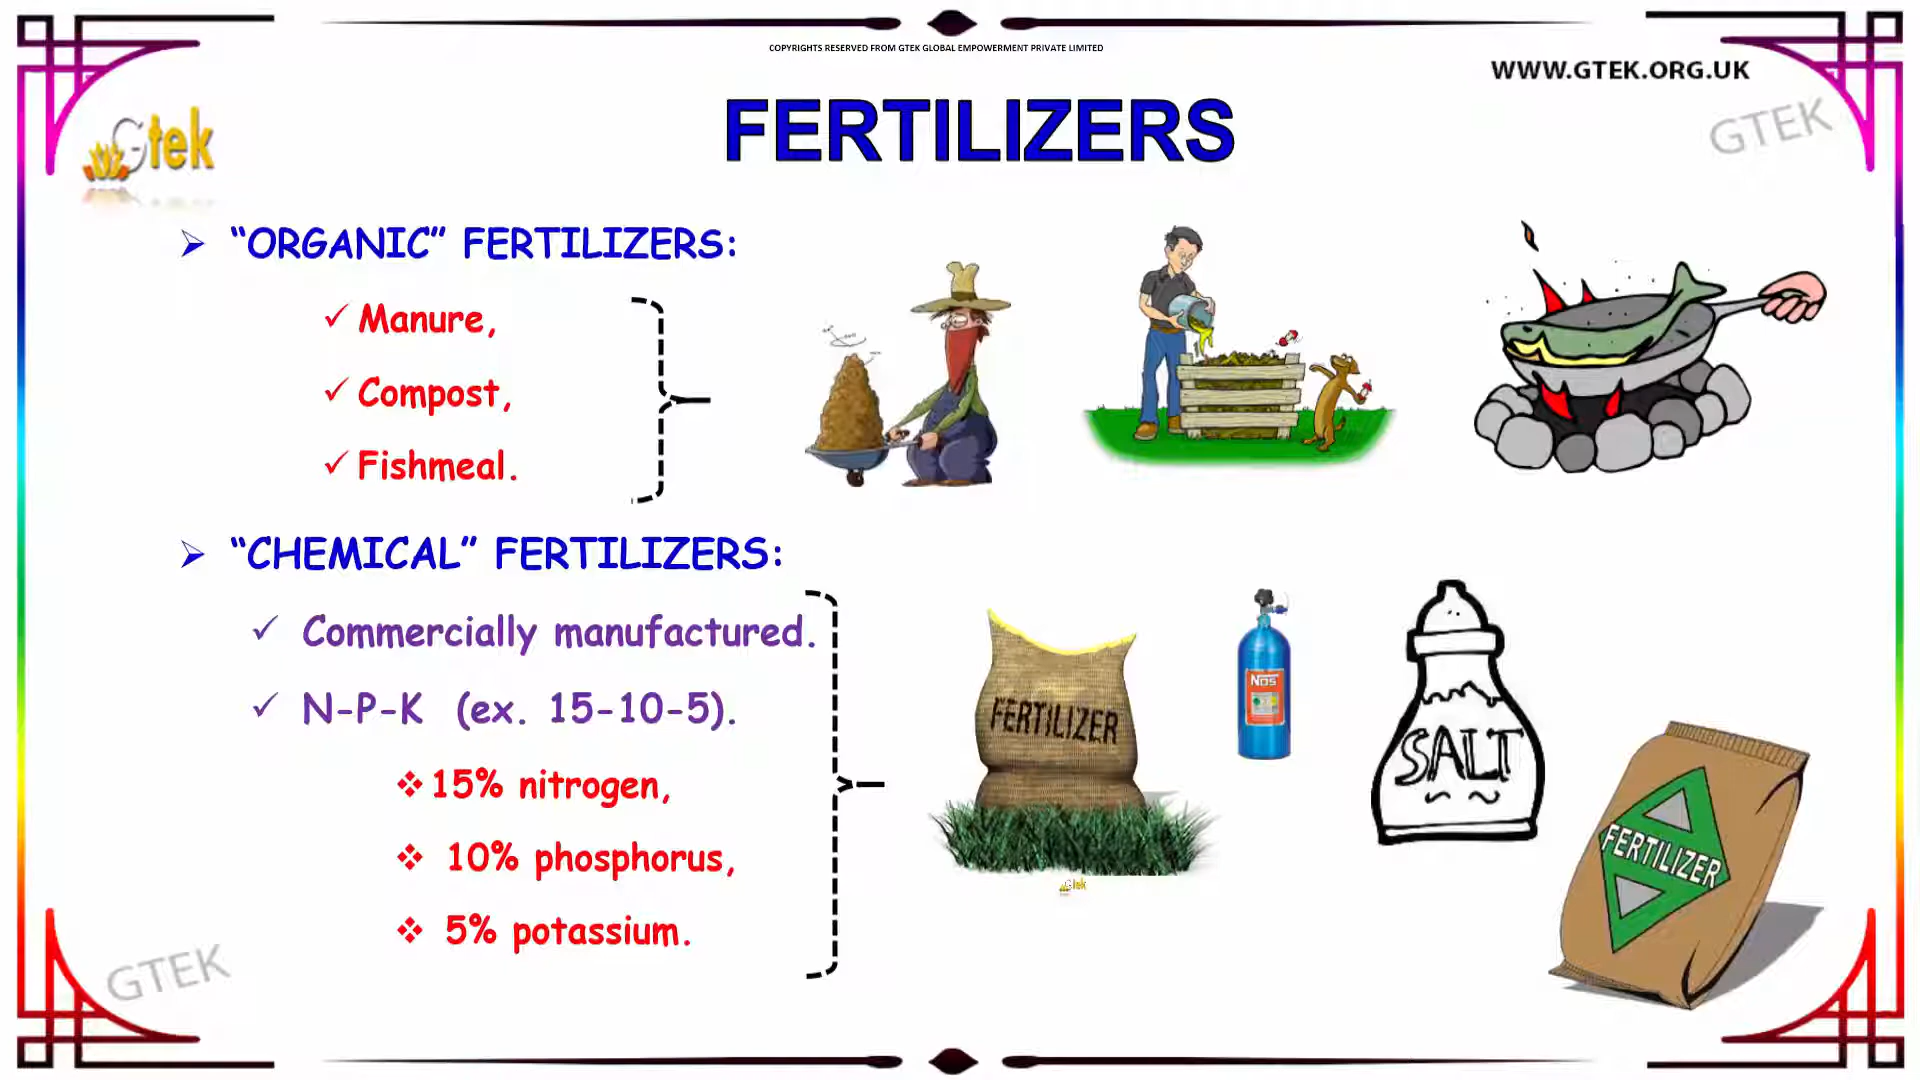 COPYRIGHTS RESERVED FROM GTEK GLOBAL EMPOWERMENT PRIVATE LIMITED
WWW.GTEK.ORG.UK
Gtek
GTEK
FERTILIZERS
“ORGANIC” FERTILIZERS:
Manure,
Compost,
Fishmeal.
“CHEMICAL” FERTILIZERS:
Commercially manufactured.
N-P-K (ex. 15-10-5).
15% nitrogen,
10% phosphorus,
5% potassium.
FERTILIZER
NOS
SALT
FERTILIZER
Gtek
GTEK